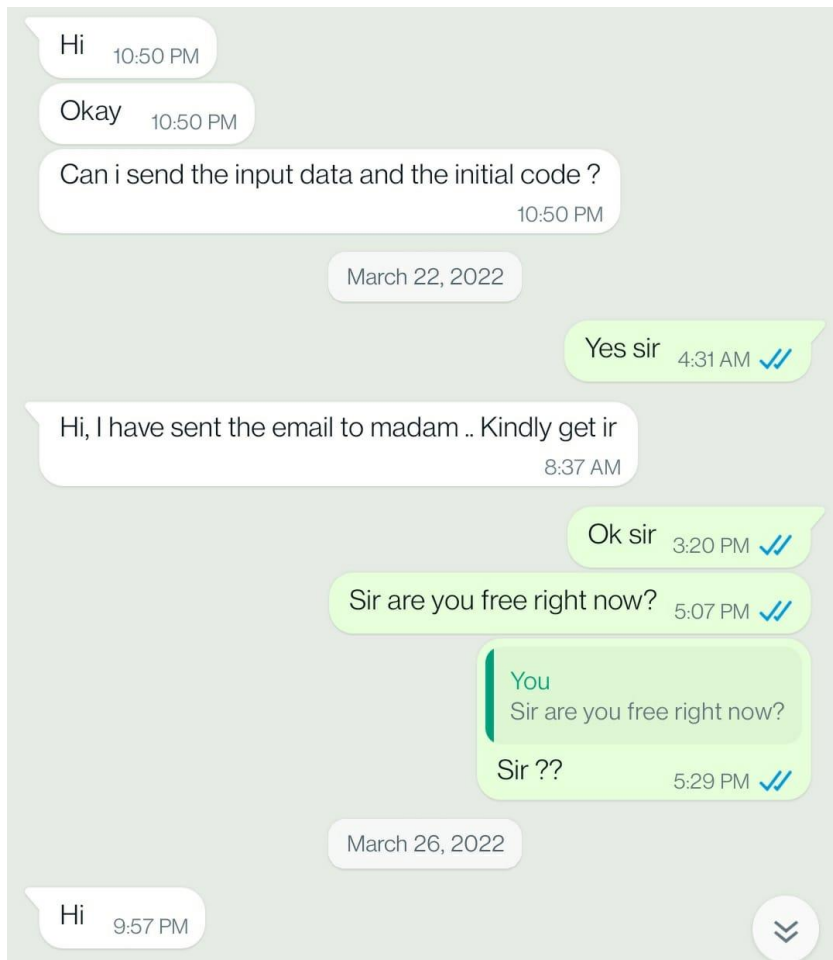 Hi 10:50 PM
Okay 10:50 PM
Can i send the input data and the initial code ?
10:50 PM
March 22, 2022
Yes sir 4:31 AM
Hi, I have sent the email to madam .. Kindly get ir
8:37 AM
Ok sir 3:20 PM
Sir are you free right now? 5:07 PM
You
Sir are you free right now?
Sir ?? 5:29 PM
March 26, 2022
Hi 9:57 PM